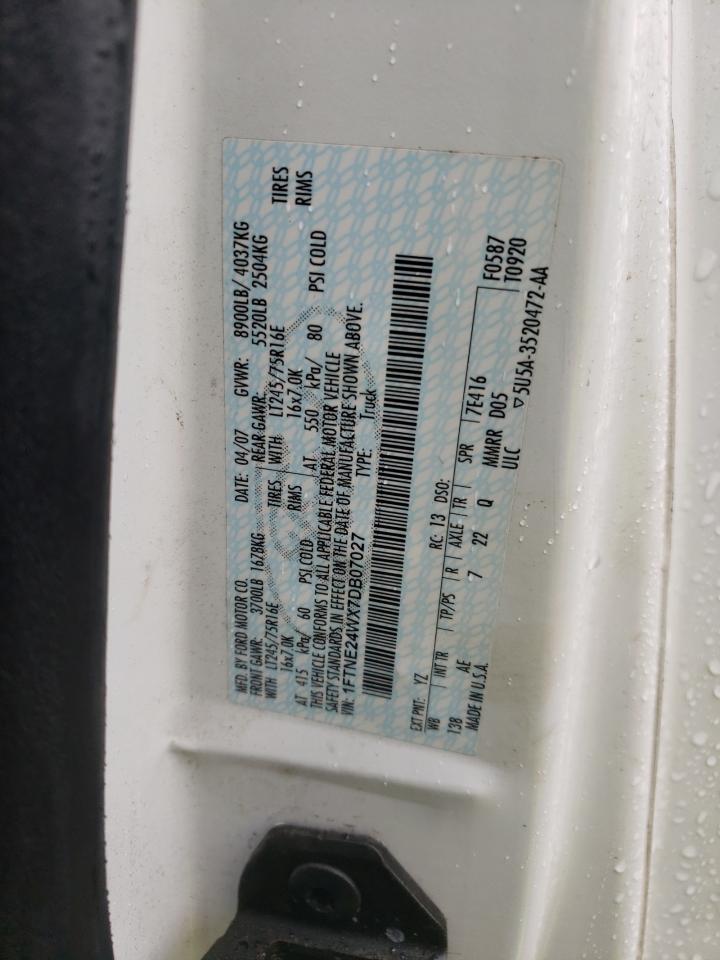 MFD. BY FORD MOTOR CO. DATE: 04/07 GVWR: 8900LB/ 4037KG
FRONT GAWR: 3700LB 1678KG REAR GAWR: 5520LB 2504KG
WITH LT245/75R16E TIRES WITH LT245/75R16E TIRES
16x7.0K RIMS 16x7.0K RIMS
AT 415 kPa/ 60 PSI COLD AT 550 kPa/ 80 PSI COLD
THIS VEHICLE CONFORMS TO ALL APPLICABLE FEDERAL MOTOR VEHICLE
SAFETY STANDARDS IN EFFECT ON THE DATE OF MANUFACTURE SHOWN ABOVE.
VIN: 1FTNE24WX7DB07027 TYPE: Truck
EXT PNT: YZ RC: 13 DSO: F0587
WB INT TR TP/PS R AXLE TR SPR 7E416 T0920
138 AE 7 22 Q MMRR D05
MADE IN U.S.A. ULC ▽5U5A-3520472-AA